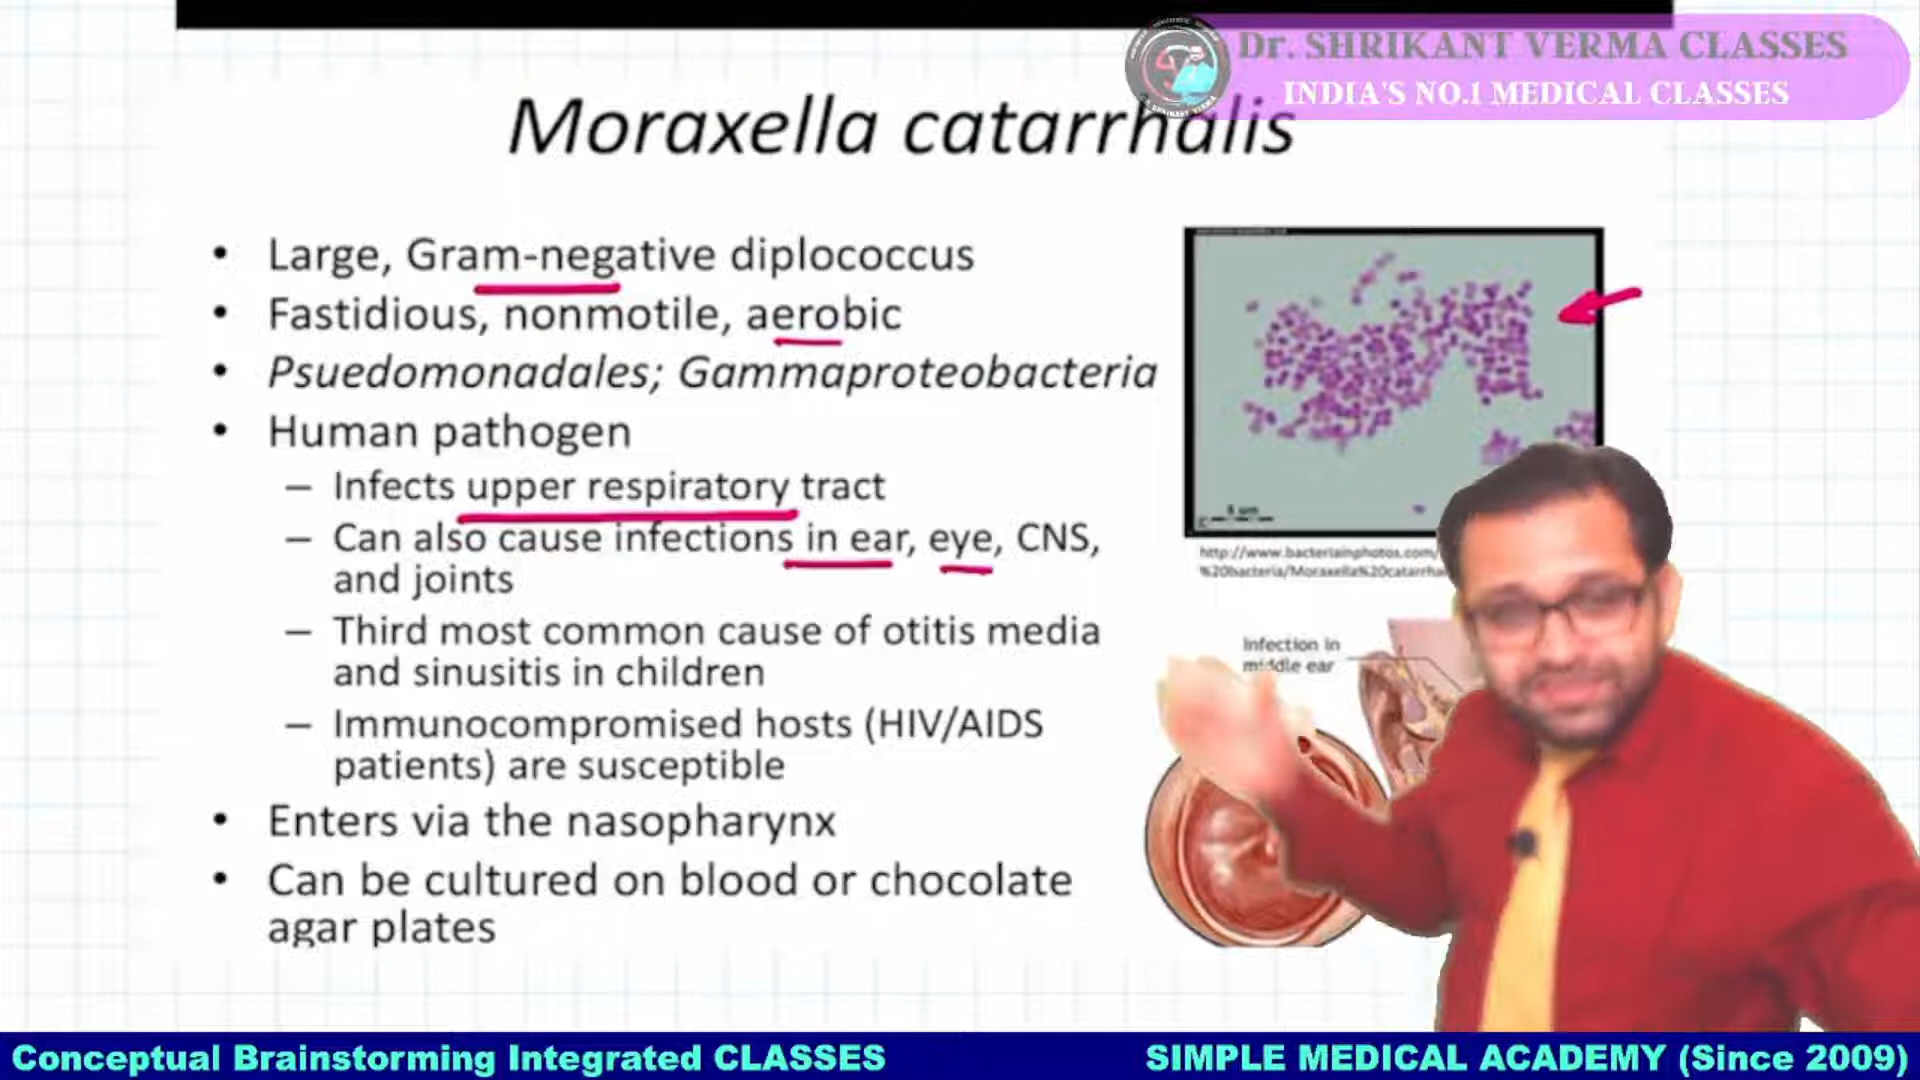 Dr. SHRIKANT VERMA CLASSES
INDIA'S NO.1 MEDICAL CLASSES
Moraxella catarrhalis
• Large, Gram-negative diplococcus
• Fastidious, nonmotile, aerobic
• Psuedomonadales; Gammaproteobacteria
• Human pathogen
– Infects upper respiratory tract
– Can also cause infections in ear, eye, CNS,
and joints
– Third most common cause of otitis media
and sinusitis in children
– Immunocompromised hosts (HIV/AIDS
patients) are susceptible
• Enters via the nasopharynx
• Can be cultured on blood or chocolate
agar plates
http://www.bacteriainphotos.com/
%20bacteria/Moraxella%20catarrha
Infection in
middle ear
Conceptual Brainstorming Integrated CLASSES
SIMPLE MEDICAL ACADEMY (Since 2009)